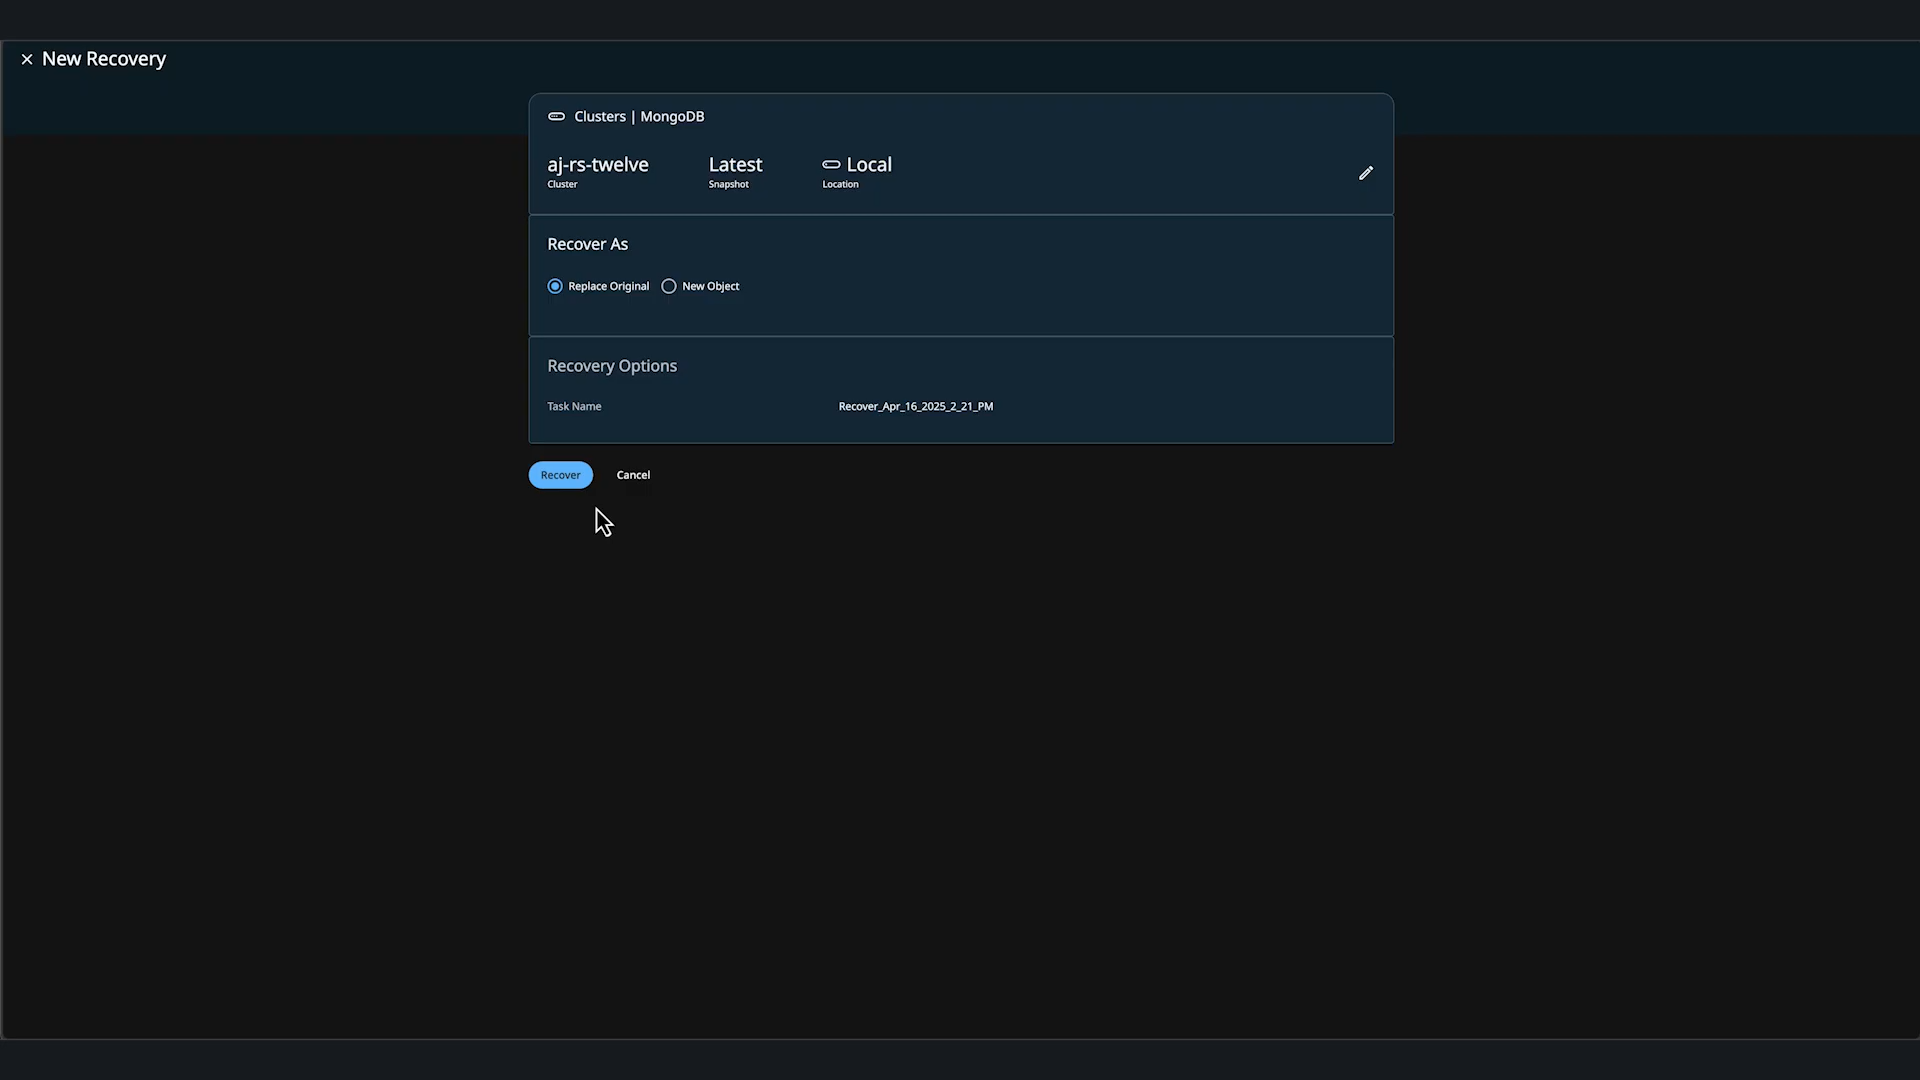 New Recovery
Clusters | MongoDB
aj-rs-twelve Latest Local
Cluster Snapshot Location
Recover As
Replace Original New Object
Recovery Options
Task Name Recover_Apr_16_2025_2_21_PM
Recover Cancel